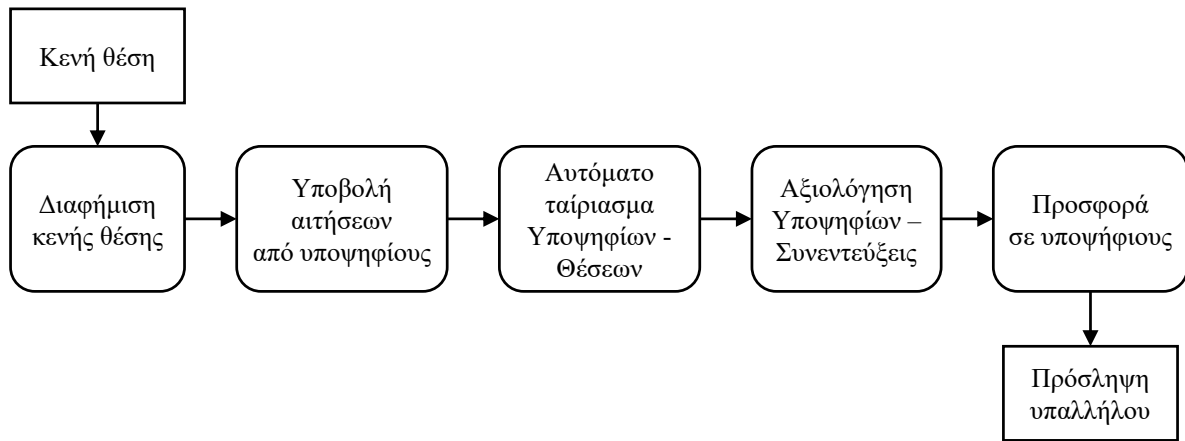 Κενή θέση
Διαφήμιση
κενής θέσης
Υποβολή
αιτήσεων
από υποψηφίους
Αυτόματο
ταίριασμα
Υποψηφίων -
Θέσεων
Αξιολόγηση
Υποψηφίων –
Συνεντεύξεις
Προσφορά
σε υποψήφιους
Πρόσληψη
υπαλλήλου